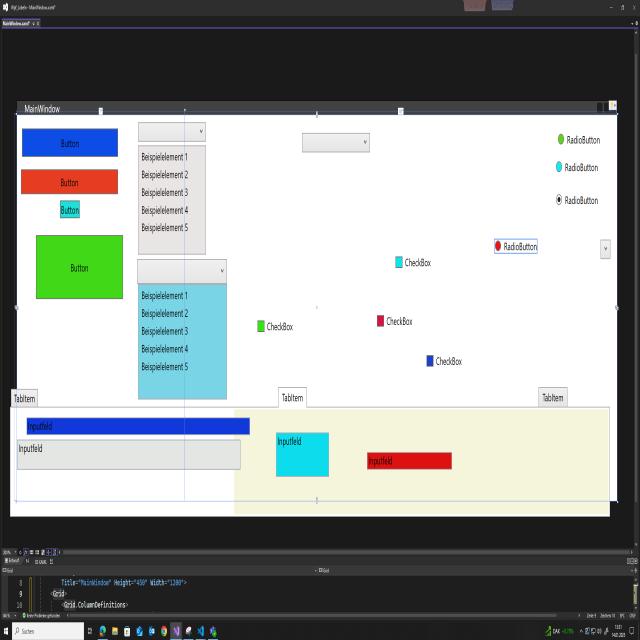 MainWindow.xaml*
MainWindow
Button
Button
Button
Button
Beispielelement 1
Beispielelement 2
Beispielelement 3
Beispielelement 4
Beispielelement 5
Beispielelement 1
Beispielelement 2
Beispielelement 3
Beispielelement 4
Beispielelement 5
RadioButton
RadioButton
RadioButton
RadioButton
CheckBox
CheckBox
CheckBox
CheckBox
TabItem
TabItem
TabItem
Inputfeld
Inputfeld
Inputfeld
Inputfeld
8 Title="MainWindow" Height="450" Width="1200">
9 <Grid>
10 <Grid.ColumnDefinitions>
Suchen
DAX